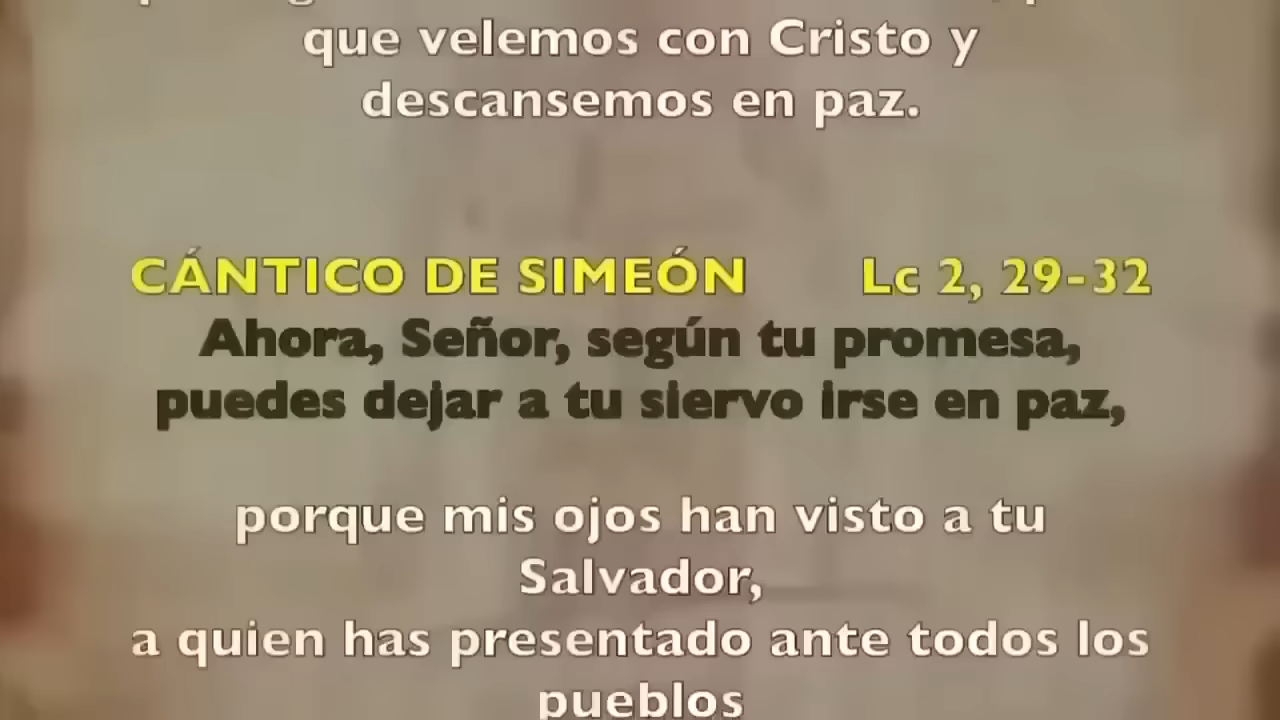 que velemos con Cristo y
descansemos en paz.
CÁNTICO DE SIMEÓN Lc 2, 29-32
Ahora, Señor, según tu promesa,
puedes dejar a tu siervo irse en paz,
porque mis ojos han visto a tu
Salvador,
a quien has presentado ante todos los
pueblos